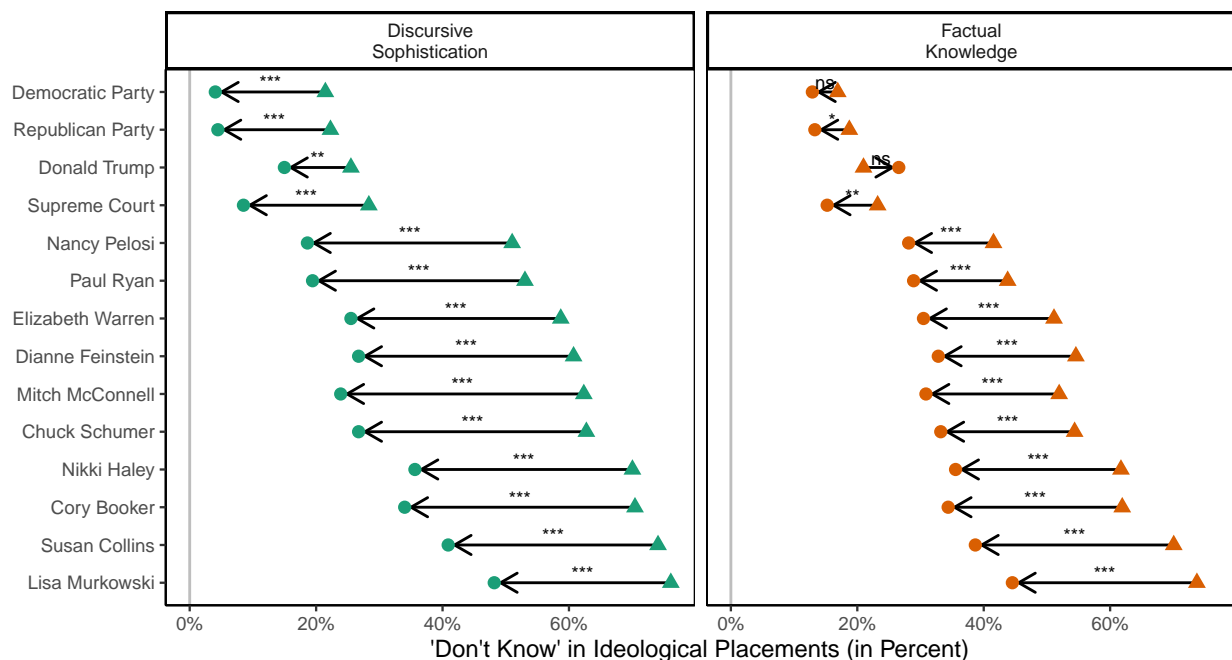 Discursive
Sophistication
Factual
Knowledge
Democratic Party
*** ns
Republican Party
*** *
Donald Trump
** ns
Supreme Court
*** **
Nancy Pelosi
*** ***
Paul Ryan
*** ***
Elizabeth Warren
*** ***
Dianne Feinstein
*** ***
Mitch McConnell
*** ***
Chuck Schumer
*** ***
Nikki Haley
*** ***
Cory Booker
*** ***
Susan Collins
*** ***
Lisa Murkowski
*** ***
0% 20% 40% 60% 0% 20% 40% 60%
'Don't Know' in Ideological Placements (in Percent)